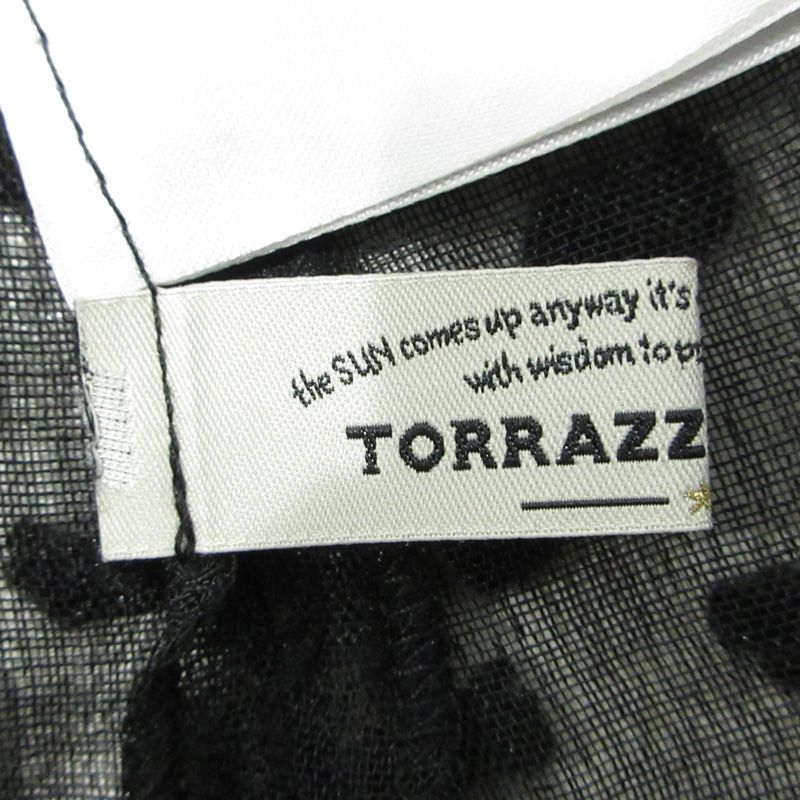 the SUN comes up anyway it's
with wisdom to
TORRAZZ